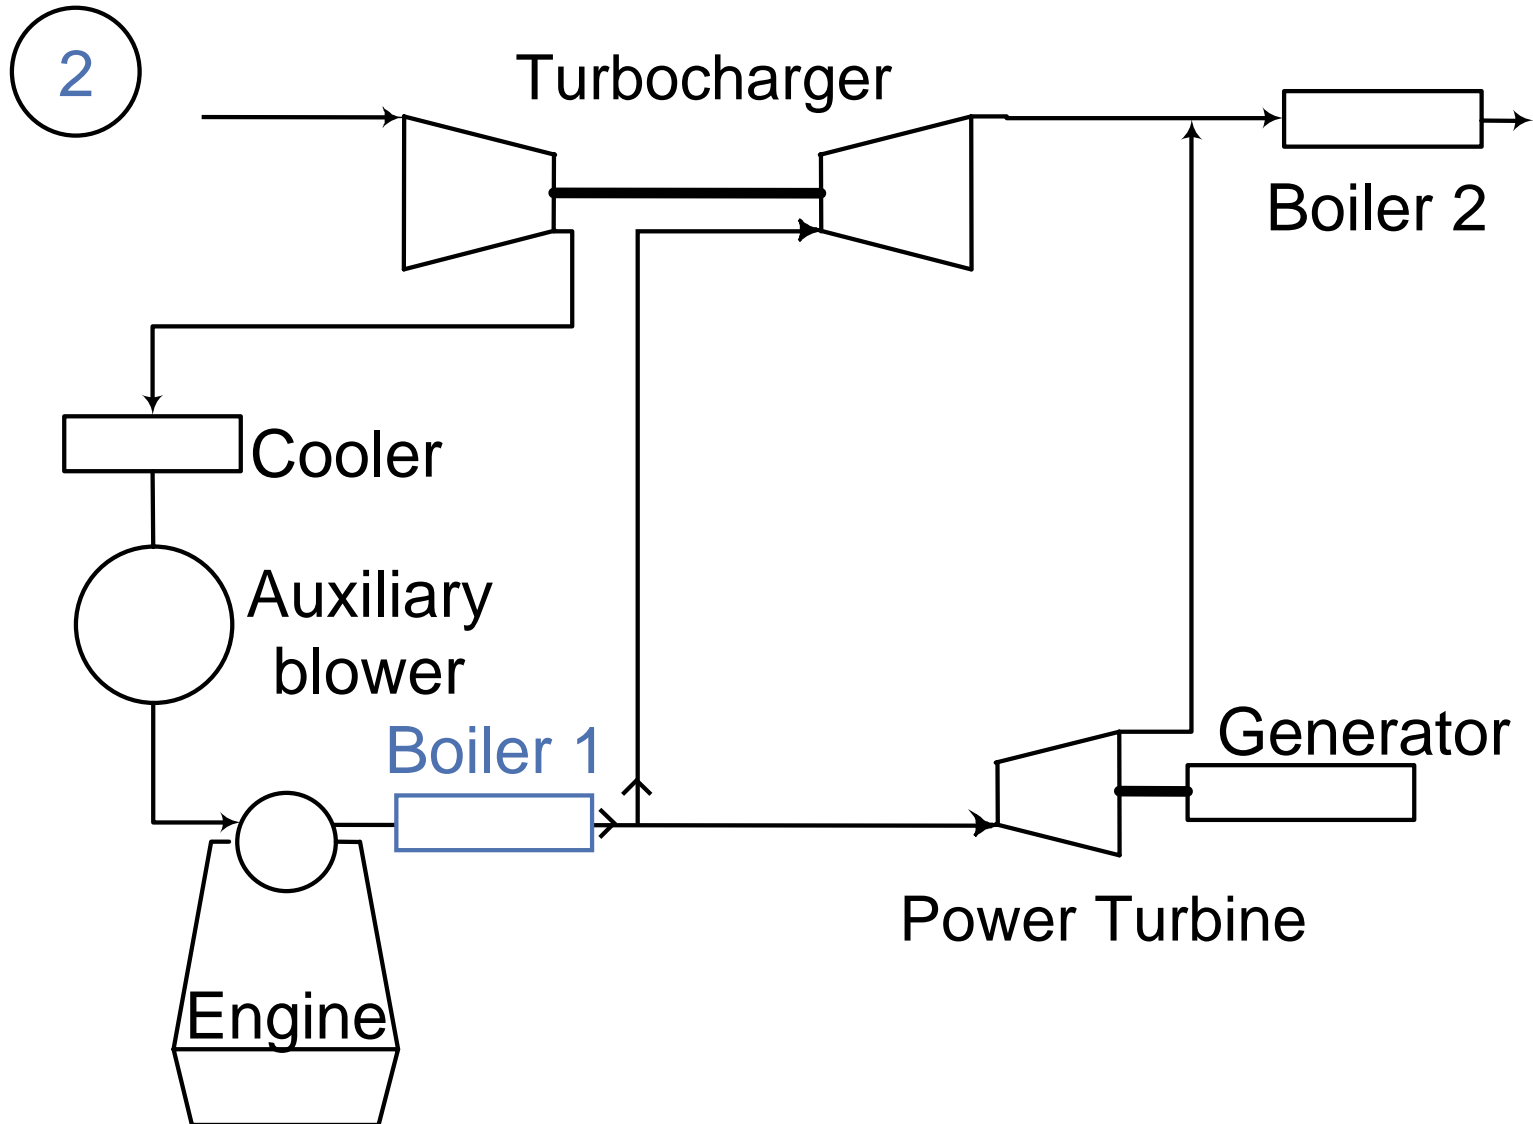 2
Turbocharger
Boiler 2
Cooler
Auxiliary
blower
Boiler 1
Generator
Power Turbine
Engine